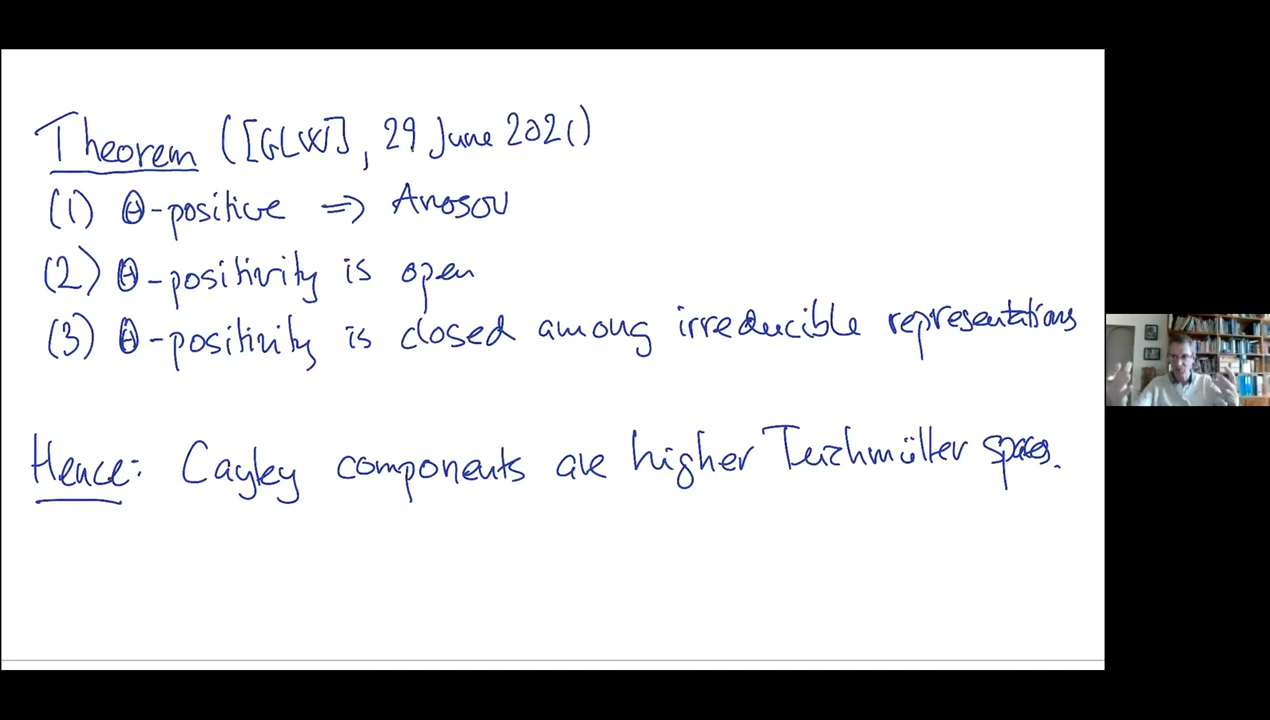 Theorem ([GLW], 29 June 2021)
(1) Θ-positive => Anosov
(2) Θ-positivity is open
(3) Θ-positivity is closed among irreducible representations
Hence: Cayley components are higher Teichmüller spaces.